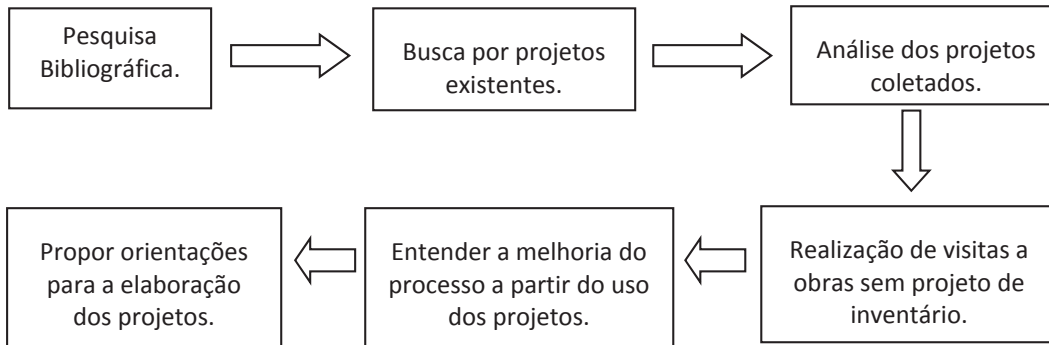 Pesquisa
Bibliográfica.
Busca por projetos
existentes.
Análise dos projetos
coletados.
Realização de visitas a
obras sem projeto de
inventário.
Entender a melhoria do
processo a partir do uso
dos projetos.
Propor orientações
para a elaboração
dos projetos.